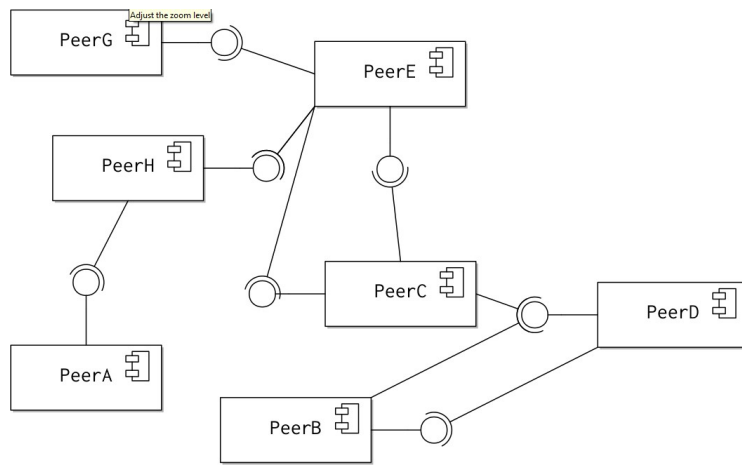 Adjust the zoom level
PeerG
PeerE
PeerH
PeerC
PeerD
PeerA
PeerB